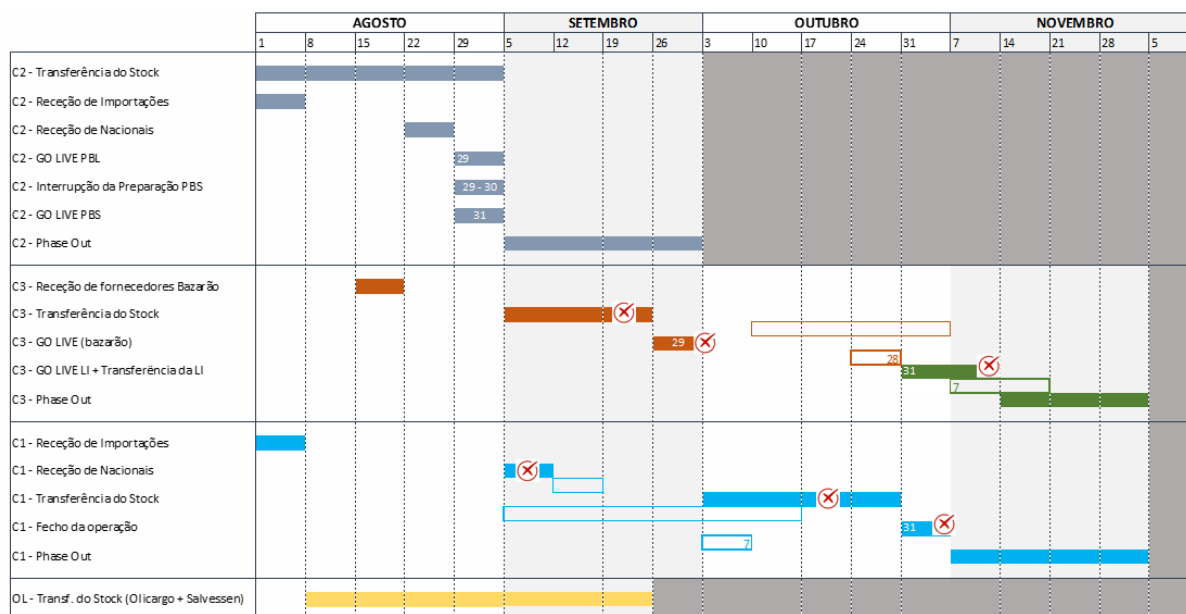 AGOSTO SETEMBRO OUTUBRO NOVEMBRO
1 8 15 22 29 5 12 19 26 3 10 17 24 31 7 14 21 28 5
C2 - Transferência do Stock
C2 - Receção de Importações
C2 - Receção de Nacionais
C2 - GO LIVE PBL 29
C2 - Interrupção da Preparação PBS 29 - 30
C2 - GO LIVE PBS 31
C2 - Phase Out
C3 - Receção de fornecedores Bazarão
C3 - Transferência do Stock
C3 - GO LIVE (bazarão) 29
28
C3 - GO LIVE LI + Transferência da LI 31
7
C3 - Phase Out
C1 - Receção de Importações
C1 - Receção de Nacionais
C1 - Transferência do Stock
C1 - Fecho da operação 31
7
C1 - Phase Out
OL - Transf. do Stock (Olicargo + Salvessen)